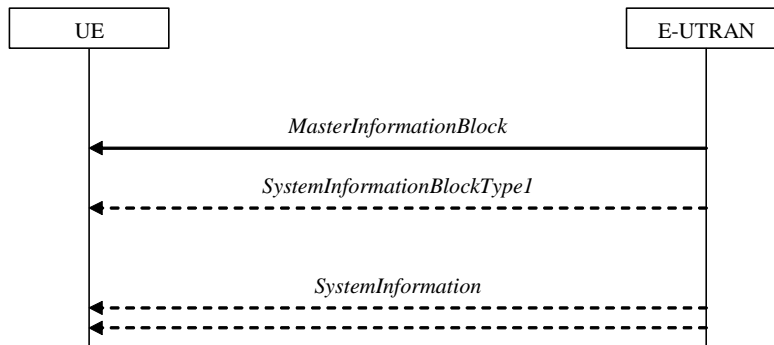 UE
E-UTRAN
MasterInformationBlock
SystemInformationBlockType1
SystemInformation